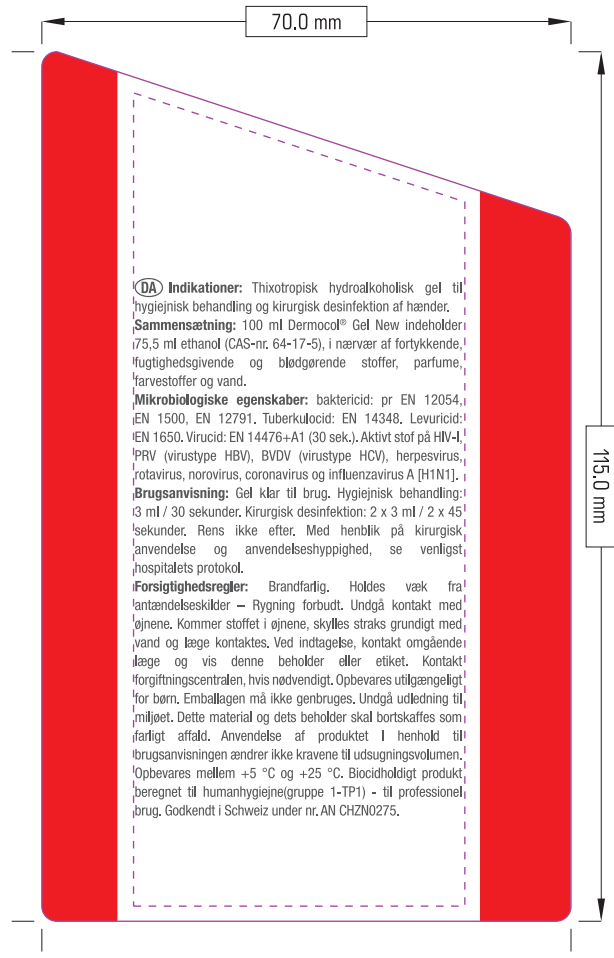 70.0 mm
DA Indikationer: Thixotropisk hydroalkoholisk gel til
hygiejnisk behandling og kirurgisk desinfektion af hænder.
Sammensætning: 100 ml Dermocol® Gel New indeholder
75,5 ml ethanol (CAS-nr. 64-17-5), i nærvær af fortykkende,
fugtighedsgivende og blødgørende stoffer, parfume,
farvestoffer og vand.
Mikrobiologiske egenskaber: baktericid: pr EN 12054,
EN 1500, EN 12791. Tuberkulocid: EN 14348. Levuricid:
EN 1650. Virucid: EN 14476+A1 (30 sek.). Aktivt stof på HIV-I,
PRV (virustype HBV), BVDV (virustype HCV), herpesvirus,
rotavirus, norovirus, coronavirus og influenzavirus A [H1N1].
Brugsanvisning: Gel klar til brug. Hygiejnisk behandling:
3 ml / 30 sekunder. Kirurgisk desinfektion: 2 x 3 ml / 2 x 45
sekunder. Rens ikke efter. Med henblik på kirurgisk
anvendelse og anvendelseshyppighed, se venligst
hospitalets protokol.
Forsigtighedsregler: Brandfarlig. Holdes væk fra
antændelseskilder – Rygning forbudt. Undgå kontakt med
øjnene. Kommer stoffet i øjnene, skylles straks grundigt med
vand og læge kontaktes. Ved indtagelse, kontakt omgående
læge og vis denne beholder eller etiket. Kontakt
forgiftningscentralen, hvis nødvendigt. Opbevares utilgængeligt
for børn. Emballagen må ikke genbruges. Undgå udledning til
miljøet. Dette material og dets beholder skal bortskaffes som
farligt affald. Anvendelse af produktet I henhold til
brugsanvisningen ændrer ikke kravene til udsugningsvolumen.
Opbevares mellem +5 °C og +25 °C. Biocidholdigt produkt
beregnet til humanhygiejne(gruppe 1-TP1) - til professionel
brug. Godkendt i Schweiz under nr. AN CHZN0275.
115.0 mm